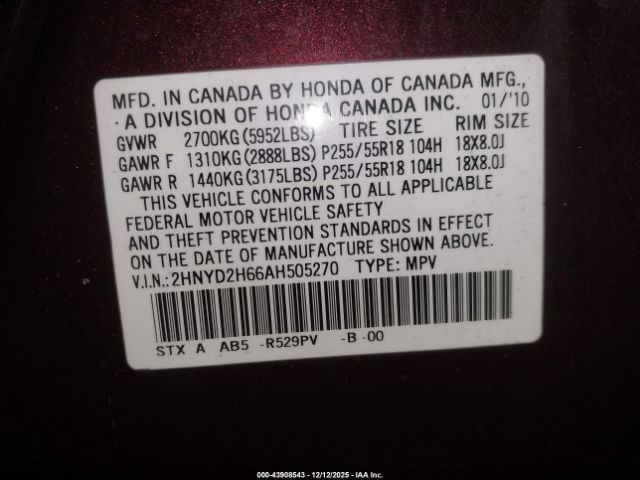 MFD. IN CANADA BY HONDA OF CANADA MFG.,
A DIVISION OF HONDA CANADA INC. 01/'10
GVWR 2700KG(5952LBS) TIRE SIZE RIM SIZE
GAWR F 1310KG(2888LBS) P255/55R18 104H 18X8.0J
GAWR R 1440KG(3175LBS) P255/55R18 104H 18X8.0J
THIS VEHICLE CONFORMS TO ALL APPLICABLE
FEDERAL MOTOR VEHICLE SAFETY
AND THEFT PREVENTION STANDARDS IN EFFECT
ON THE DATE OF MANUFACTURE SHOWN ABOVE.
V.I.N.:2HNYD2H66AH505270 TYPE: MPV
STX A AB5 -R529PV -B -00
000-43908543 - 12/12/2025 - IAA Inc.